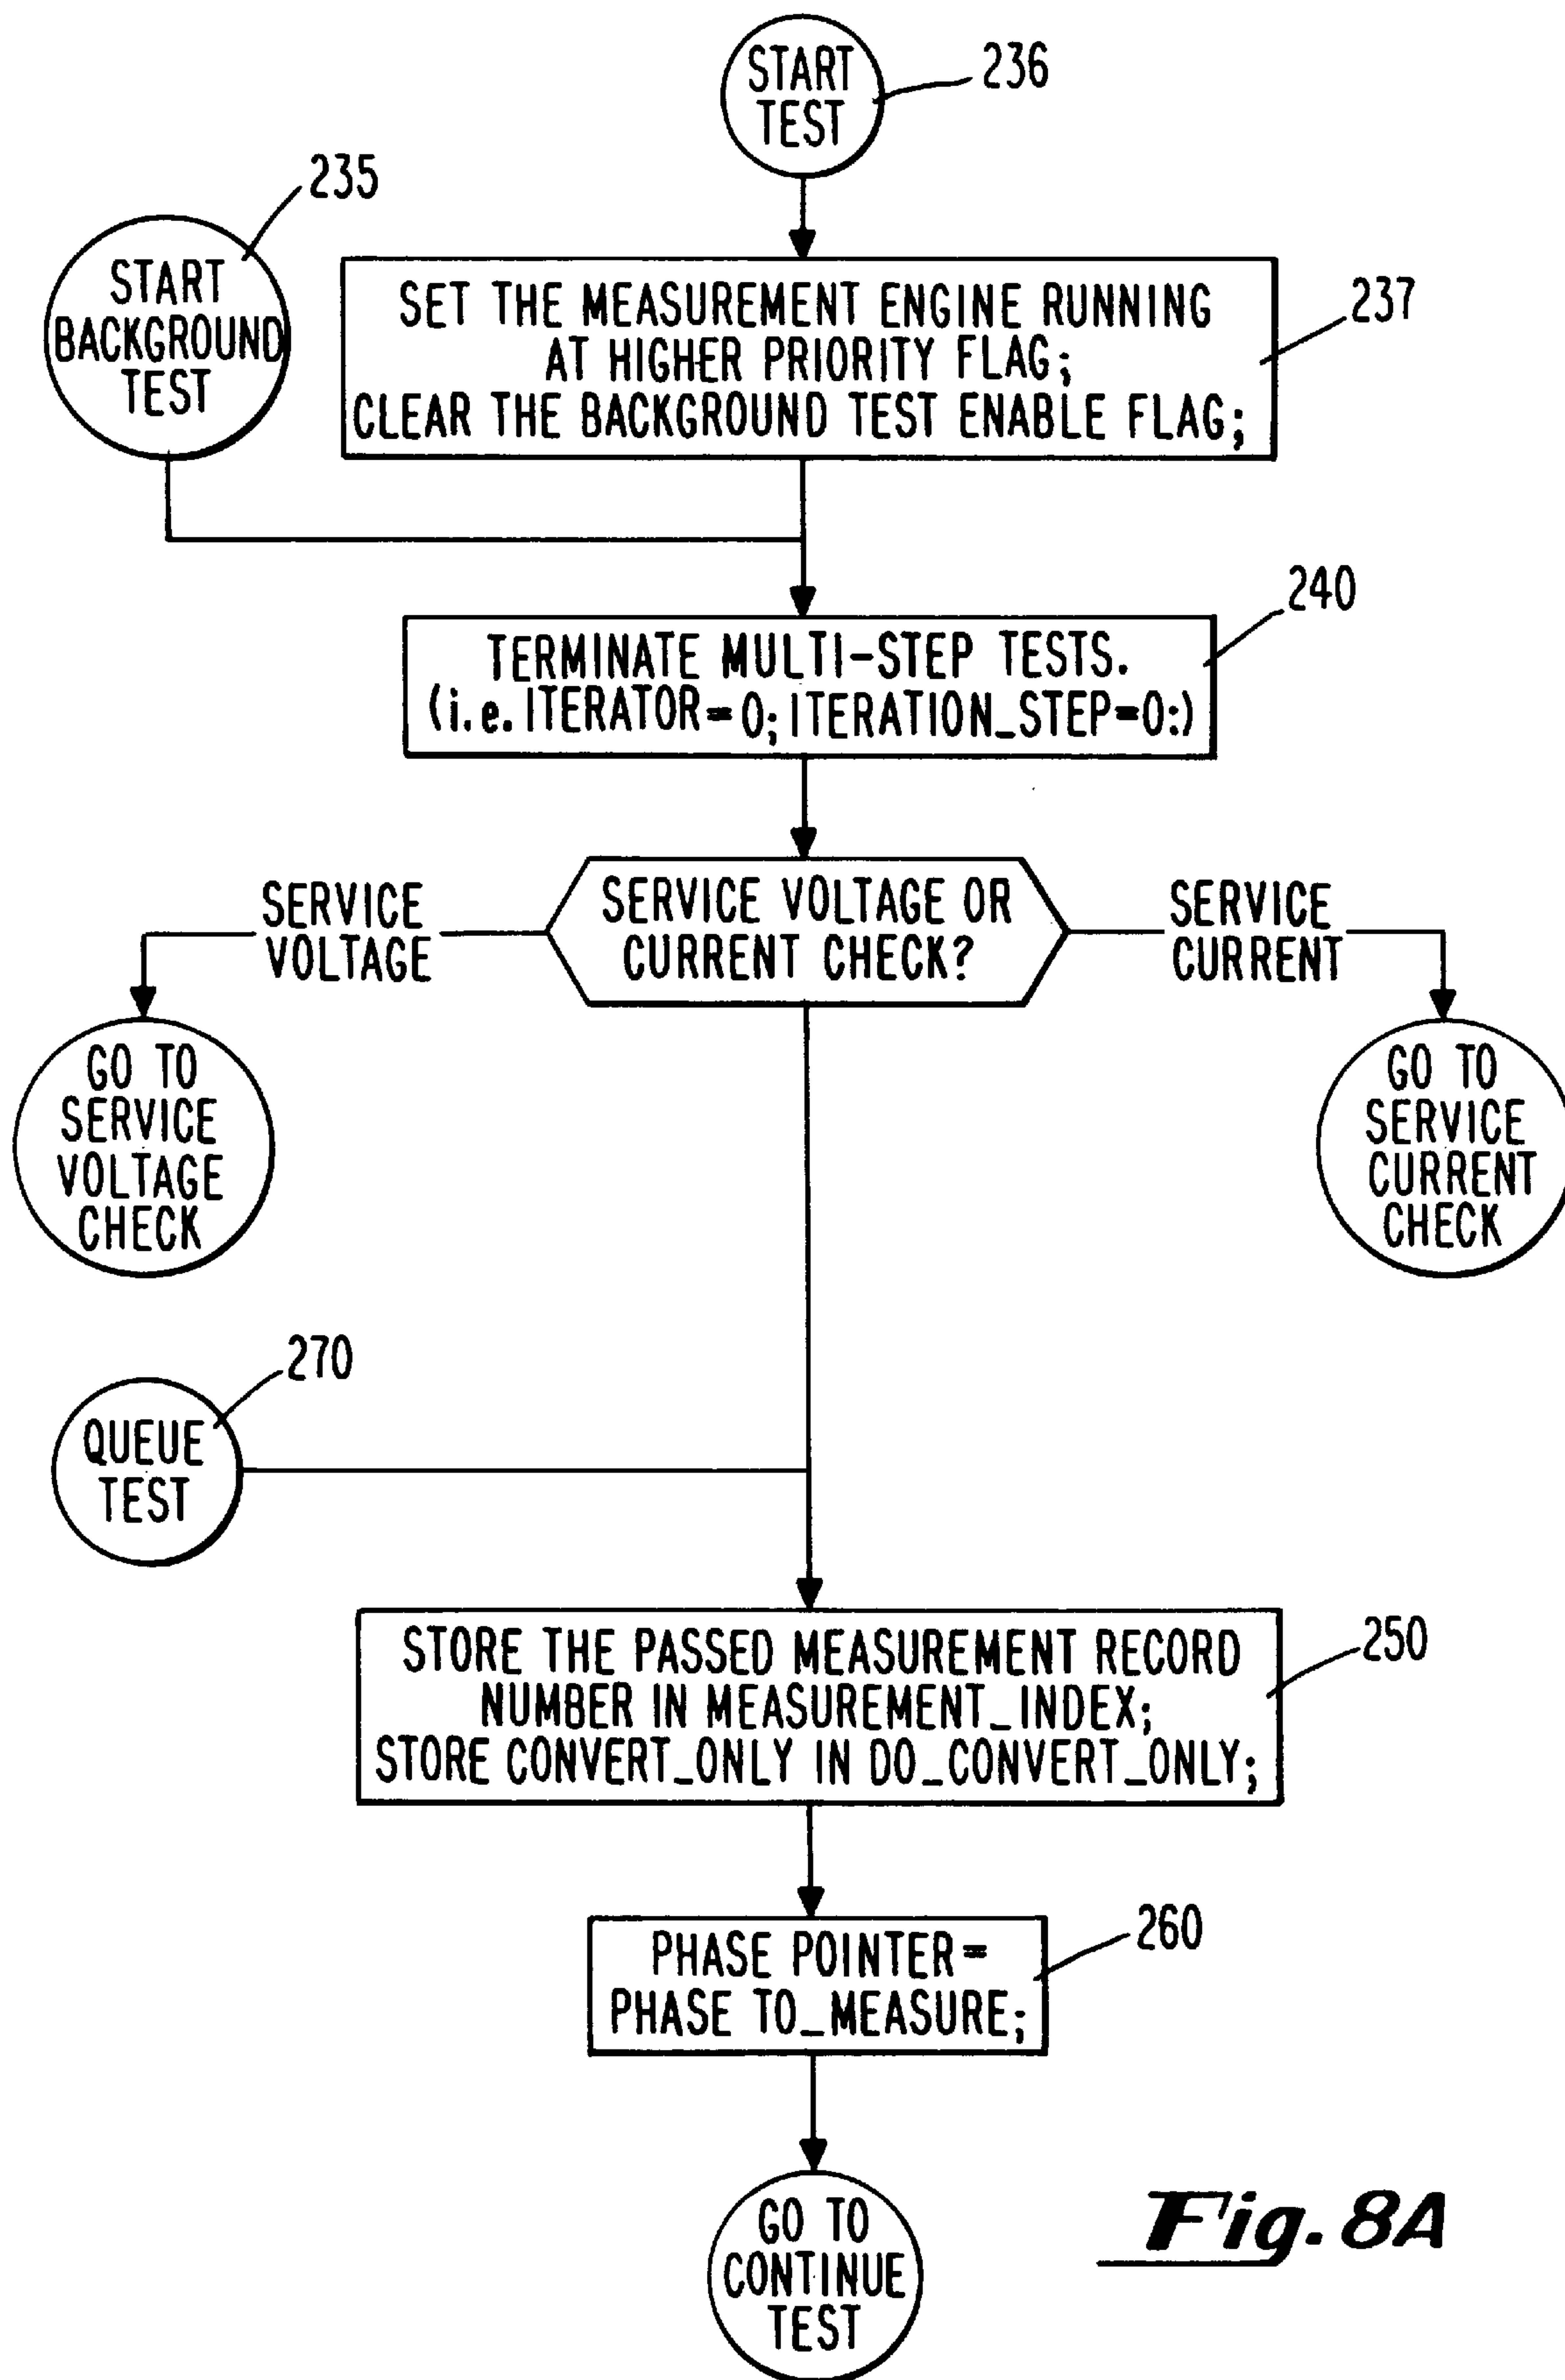 START
TEST
236
235
START
BACKGROUND
TEST
SET THE MEASUREMENT ENGINE RUNNING
AT HIGHER PRIORITY FLAG;
CLEAR THE BACKGROUND TEST ENABLE FLAG;
237
240
TERMINATE MULTI-STEP TESTS.
(i.e. ITERATOR=0; ITERATION_STEP=0:)
SERVICE
VOLTAGE
SERVICE VOLTAGE OR
CURRENT CHECK?
SERVICE
CURRENT
GO TO
SERVICE
VOLTAGE
CHECK
GO TO
SERVICE
CURRENT
CHECK
270
QUEUE
TEST
STORE THE PASSED MEASUREMENT RECORD
NUMBER IN MEASUREMENT_INDEX;
STORE CONVERT_ONLY IN DO_CONVERT_ONLY;
250
PHASE POINTER=
PHASE TO_MEASURE;
260
GO TO
CONTINUE
TEST
Fig. 8A